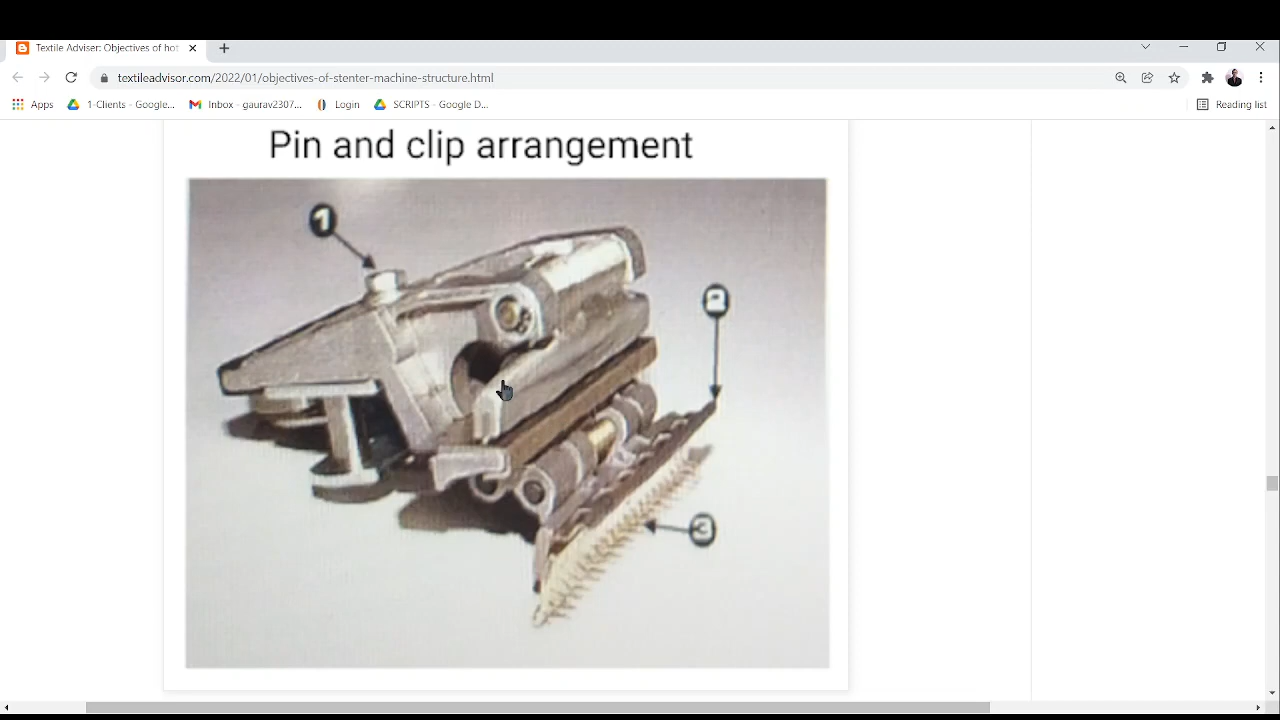 Textile Adviser: Objectives of hot
textileadvisor.com/2022/01/objectives-of-stenter-machine-structure.html
Apps
1-Clients - Google...
Inbox - gaurav2307...
Login
SCRIPTS - Google D...
Reading list
Pin and clip arrangement
1
2
3